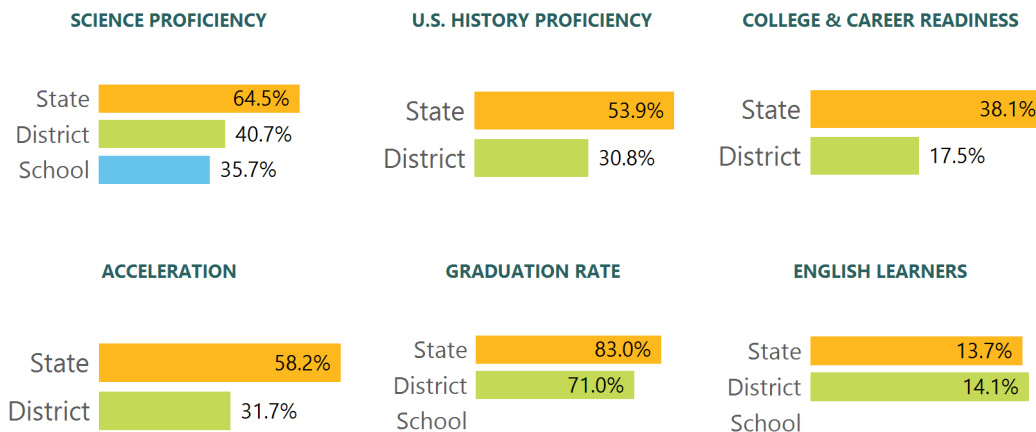 SCIENCE PROFICIENCY
State 64.5%
District 40.7%
School 35.7%
U.S. HISTORY PROFICIENCY
State 53.9%
District 30.8%
COLLEGE & CAREER READINESS
State 38.1%
District 17.5%
ACCELERATION
State 58.2%
District 31.7%
GRADUATION RATE
State 83.0%
District 71.0%
School
ENGLISH LEARNERS
State 13.7%
District 14.1%
School